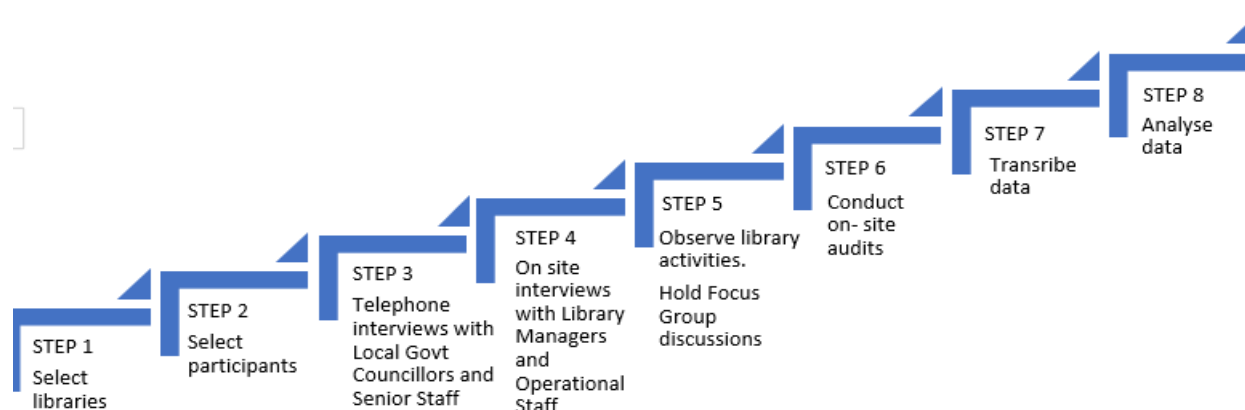 STEP 1
Select
libraries
STEP 2
Select
participants
STEP 3
Telephone
interviews with
Local Govt
Councillors and
Senior Staff
STEP 4
On site
interviews
with Library
Managers
and
Operational
Staff
STEP 5
Observe library
activities.
Hold Focus
Group
discussions
STEP 6
Conduct
on- site
audits
STEP 7
Transribe
data
STEP 8
Analyse
data